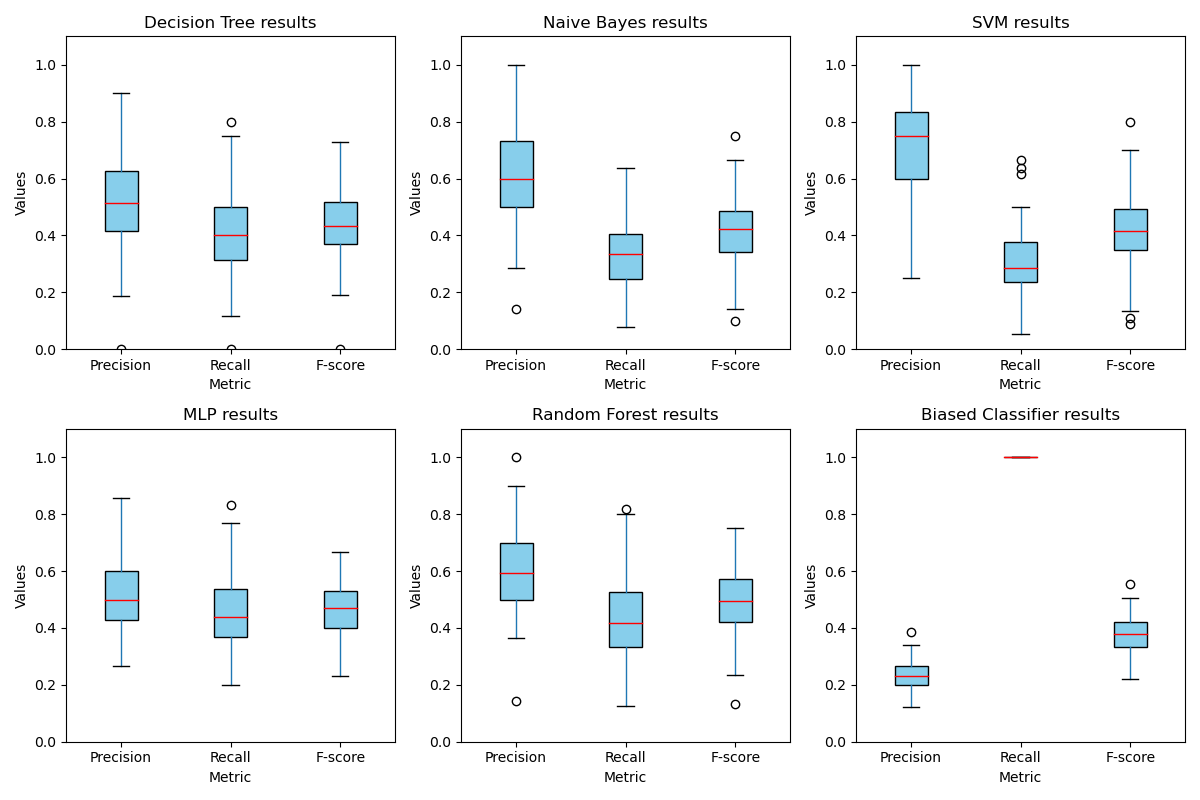 Decision Tree results
Values
1.0
0.8
0.6
0.4
0.2
0.0
Precision Recall F-score
Metric
Naive Bayes results
Values
1.0
0.8
0.6
0.4
0.2
0.0
Precision Recall F-score
Metric
SVM results
Values
1.0
0.8
0.6
0.4
0.2
0.0
Precision Recall F-score
Metric
MLP results
Values
1.0
0.8
0.6
0.4
0.2
0.0
Precision Recall F-score
Metric
Random Forest results
Values
1.0
0.8
0.6
0.4
0.2
0.0
Precision Recall F-score
Metric
Biased Classifier results
Values
1.0
0.8
0.6
0.4
0.2
0.0
Precision Recall F-score
Metric